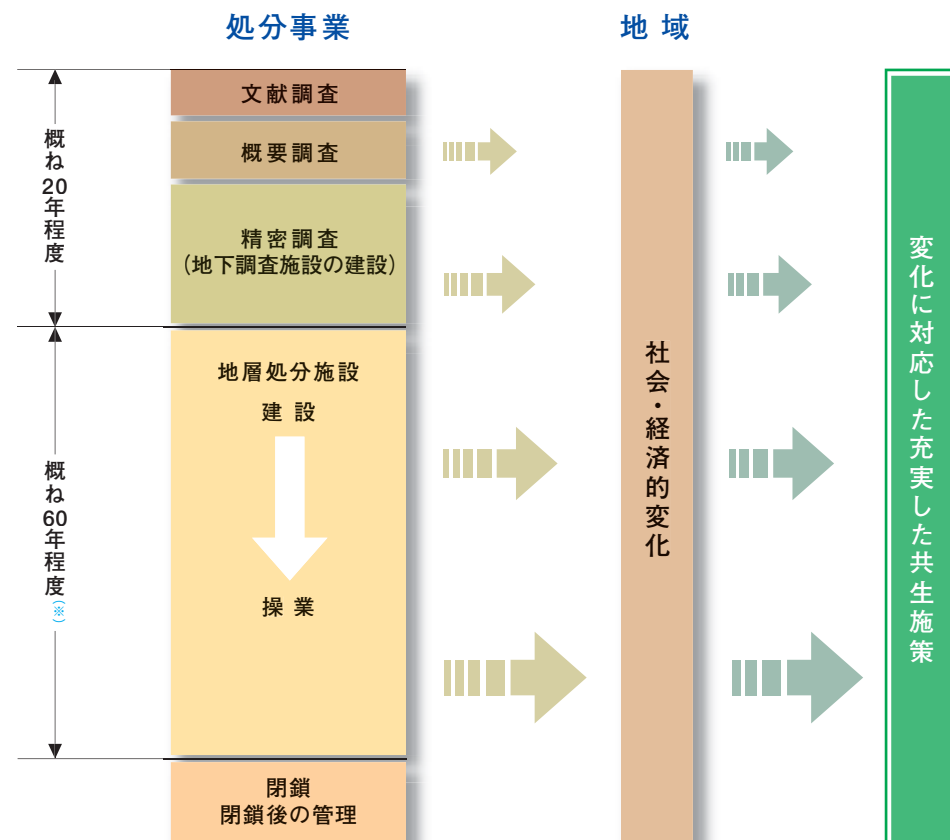 処分事業
地域
概ね20年程度
文献調査
概要調査
精密調査
(地下調査施設の建設)
概ね60年程度(※)
地層処分施設
建設
操業
閉鎖
閉鎖後の管理
社会・経済的変化
変化に対応した充実した共生施策